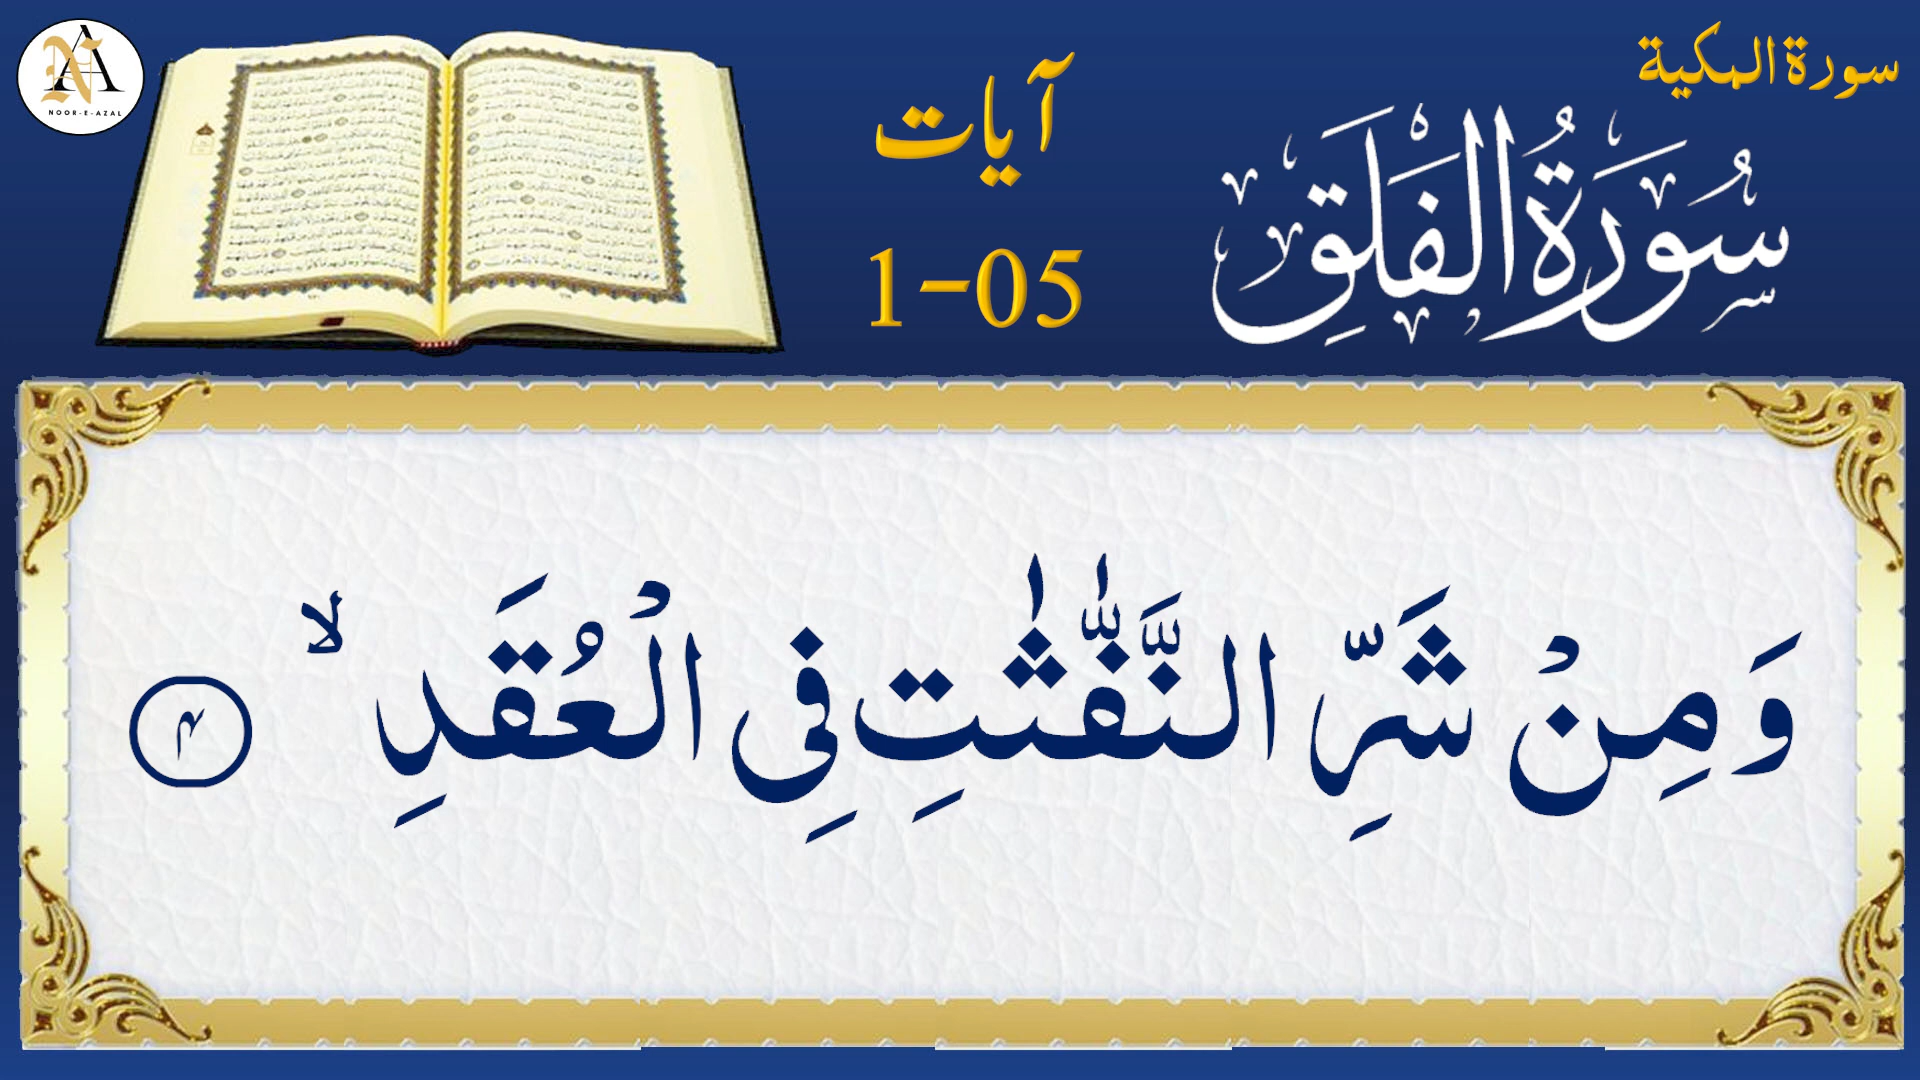 سورة المكية
سُورَةُ الْفَلَقِ
آيات
1-05
NOOR-E-AZAL
وَمِنْ شَرِّ النَّفّٰثٰتِ فِى الْعُقَدِ ۙ ۴